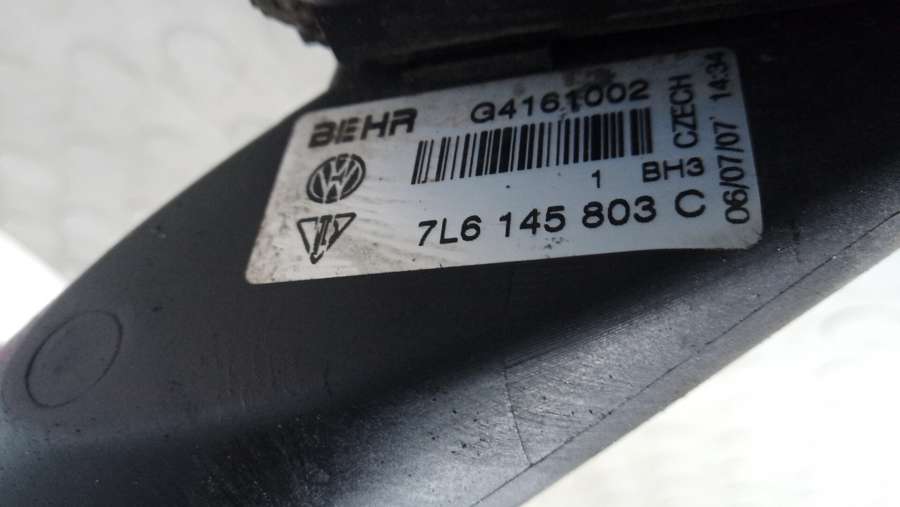 BEHR G4161002
1 BH3
7L6 145 803 C
CZECH
06/07/07 14:34